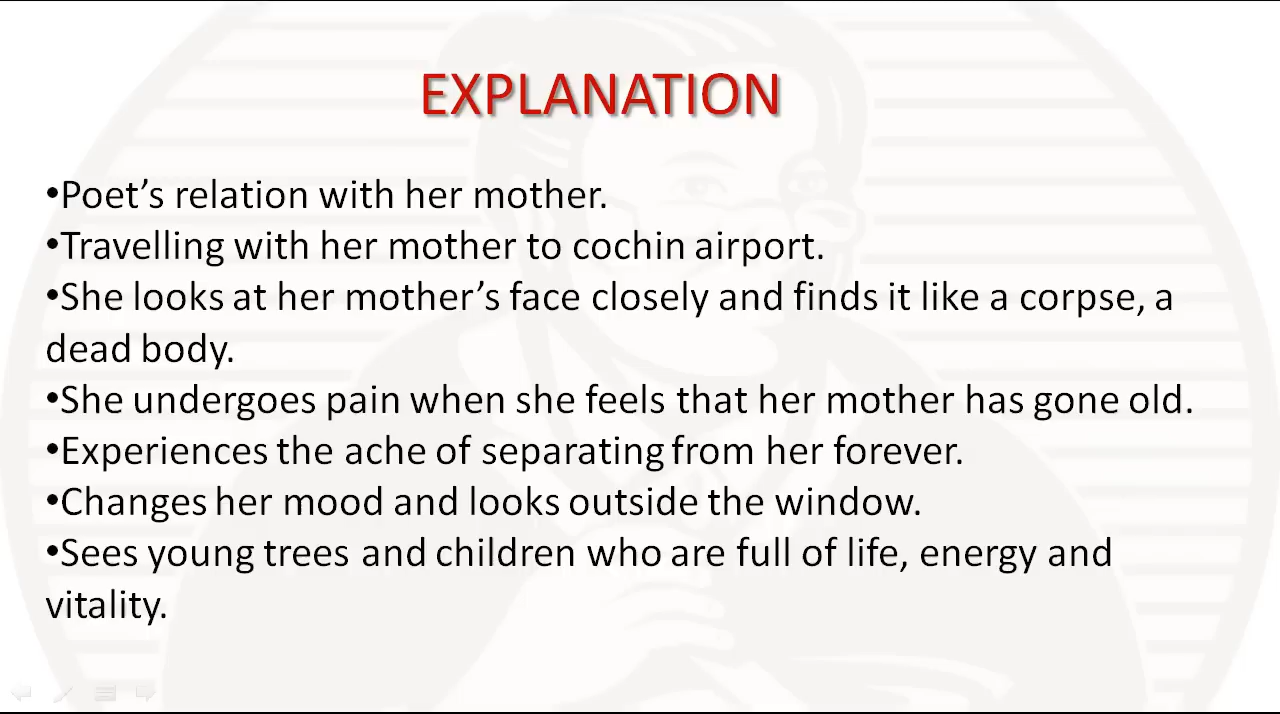 EXPLANATION
•Poet’s relation with her mother.
•Travelling with her mother to cochin airport.
•She looks at her mother’s face closely and finds it like a corpse, a
dead body.
•She undergoes pain when she feels that her mother has gone old.
•Experiences the ache of separating from her forever.
•Changes her mood and looks outside the window.
•Sees young trees and children who are full of life, energy and
vitality.